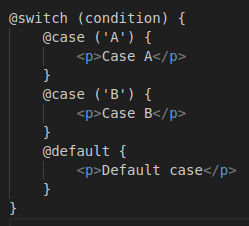 @switch (condition) {
    @case ('A') {
        <p>Case A</p>
    }
    @case ('B') {
        <p>Case B</p>
    }
    @default {
        <p>Default case</p>
    }
}